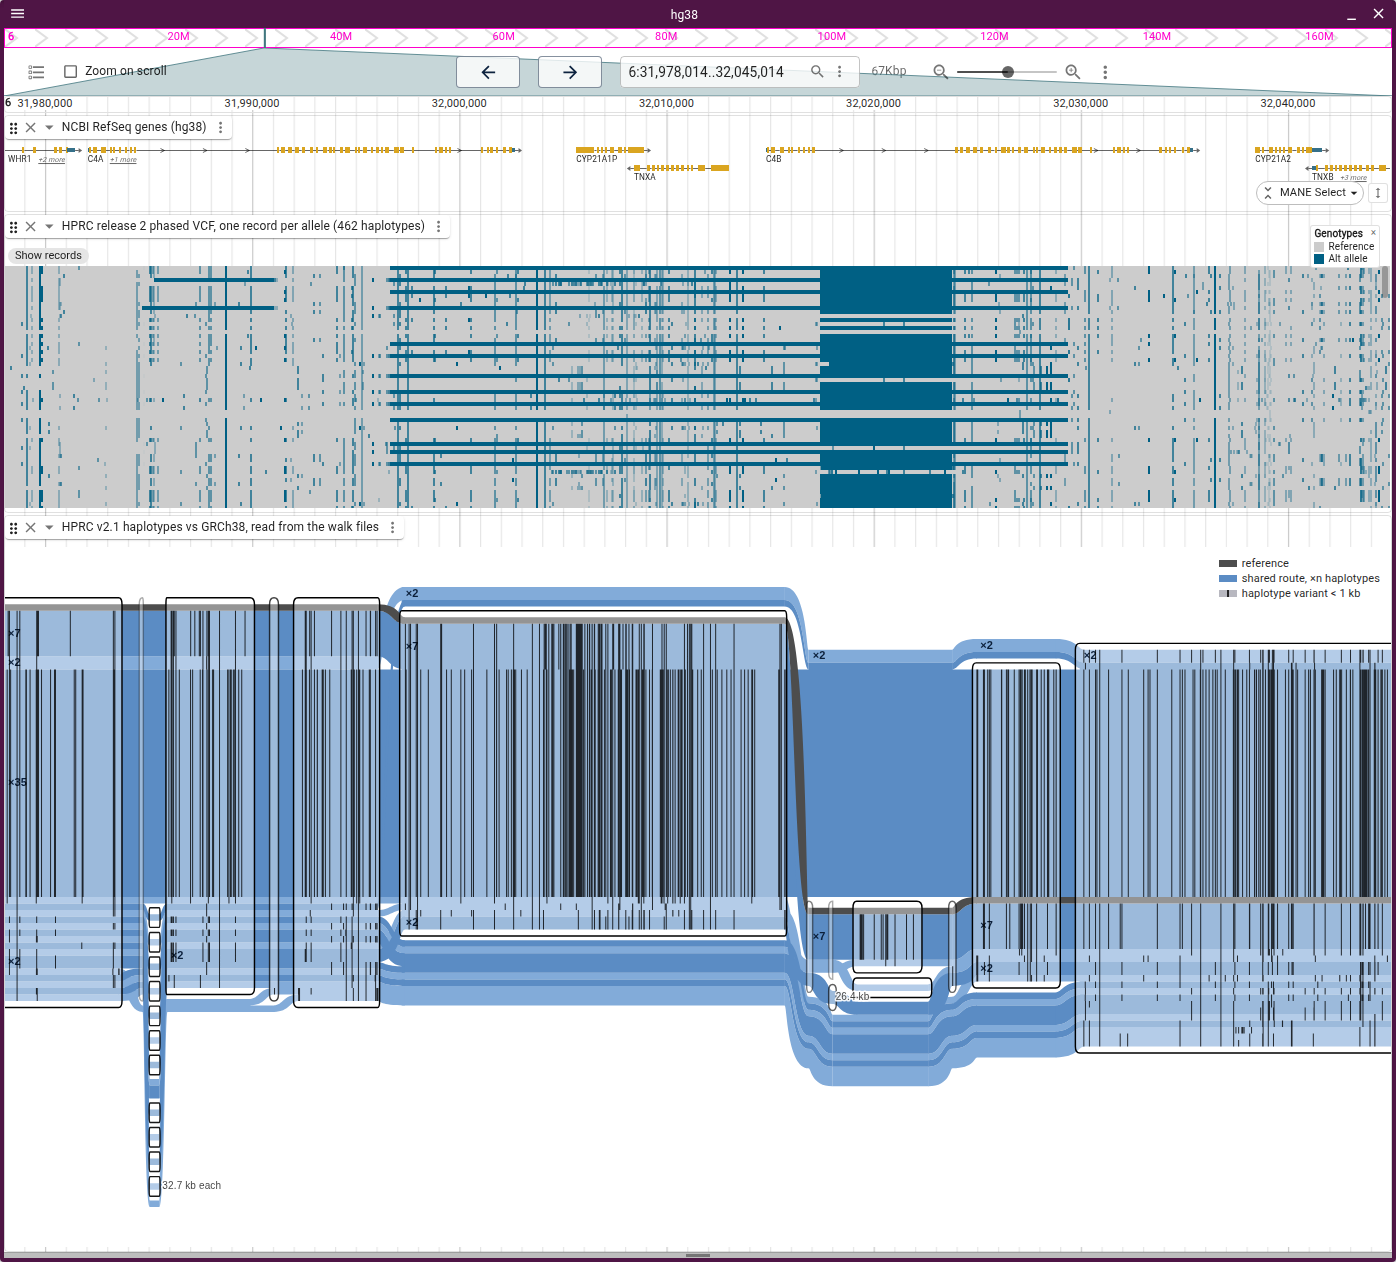 hg38
6 20M 40M 60M 80M 100M 120M 140M 160M
Zoom on scroll 6:31,978,014..32,045,014 67Kbp
6 31,980,000 31,990,000 32,000,000 32,010,000 32,020,000 32,030,000 32,040,000
NCBI RefSeq genes (hg38)
WHR1 +2 more C4A +1 more CYP21A1P C4B CYP21A2
TNXA TNXB +3 more
MANE Select
HPRC release 2 phased VCF, one record per allele (462 haplotypes)
Genotypes ×
Reference
Alt allele
Show records
HPRC v2.1 haplotypes vs GRCh38, read from the walk files
reference
shared route, ×n haplotypes
haplotype variant < 1 kb
×2
×7 ×7 ×2
×2 ×2 ×2
×35
×2 ×7 ×7
×2 ×2 ×2
26.4 kb
32.7 kb each